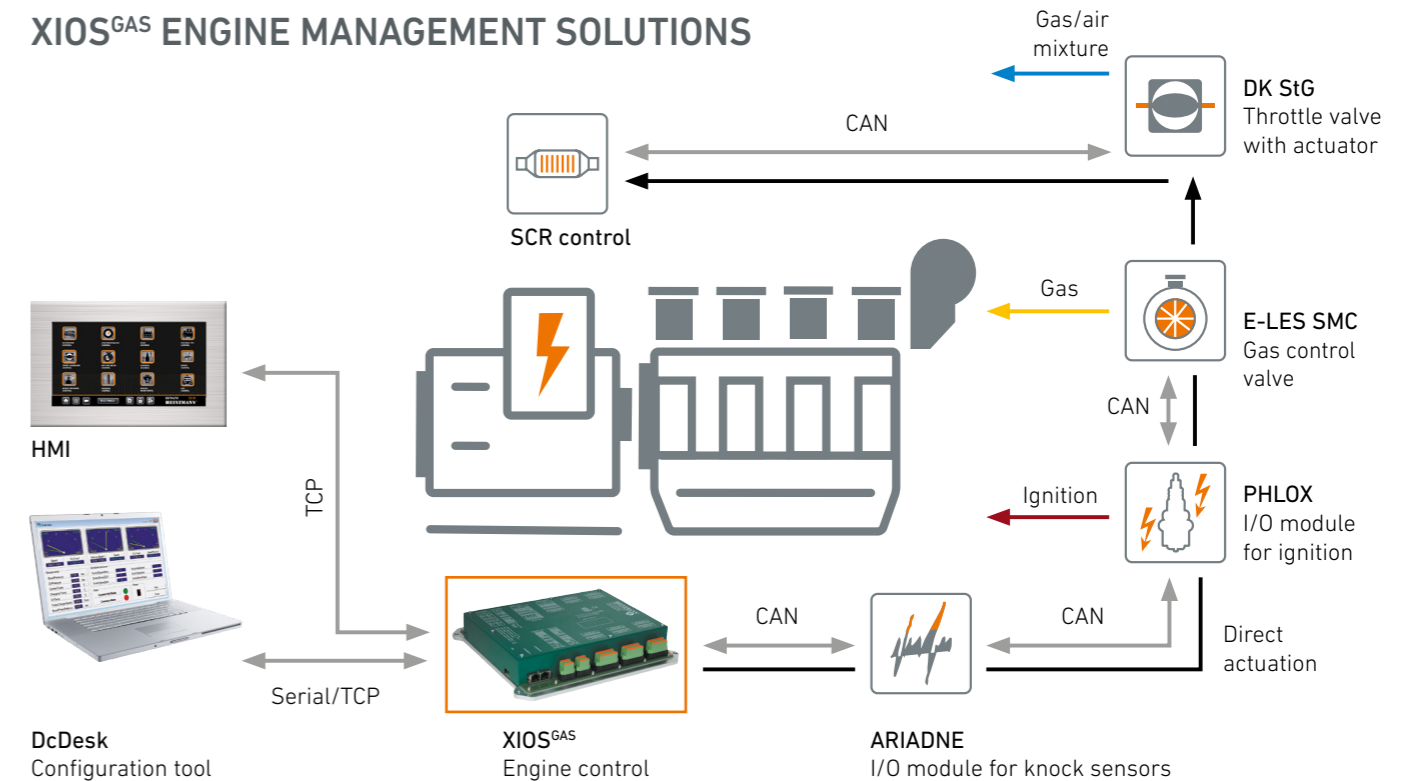 XIOSGAS ENGINE MANAGEMENT SOLUTIONS
Gas/air
mixture
DK StG
Throttle valve
with actuator
CAN
SCR control
Gas
E-LES SMC
Gas control
valve
CAN
HMI
TCP
Ignition
PHLOX
I/O module
for ignition
CAN
CAN
Direct
actuation
Serial/TCP
DcDesk
Configuration tool
XIOSGAS
Engine control
ARIADNE
I/O module for knock sensors